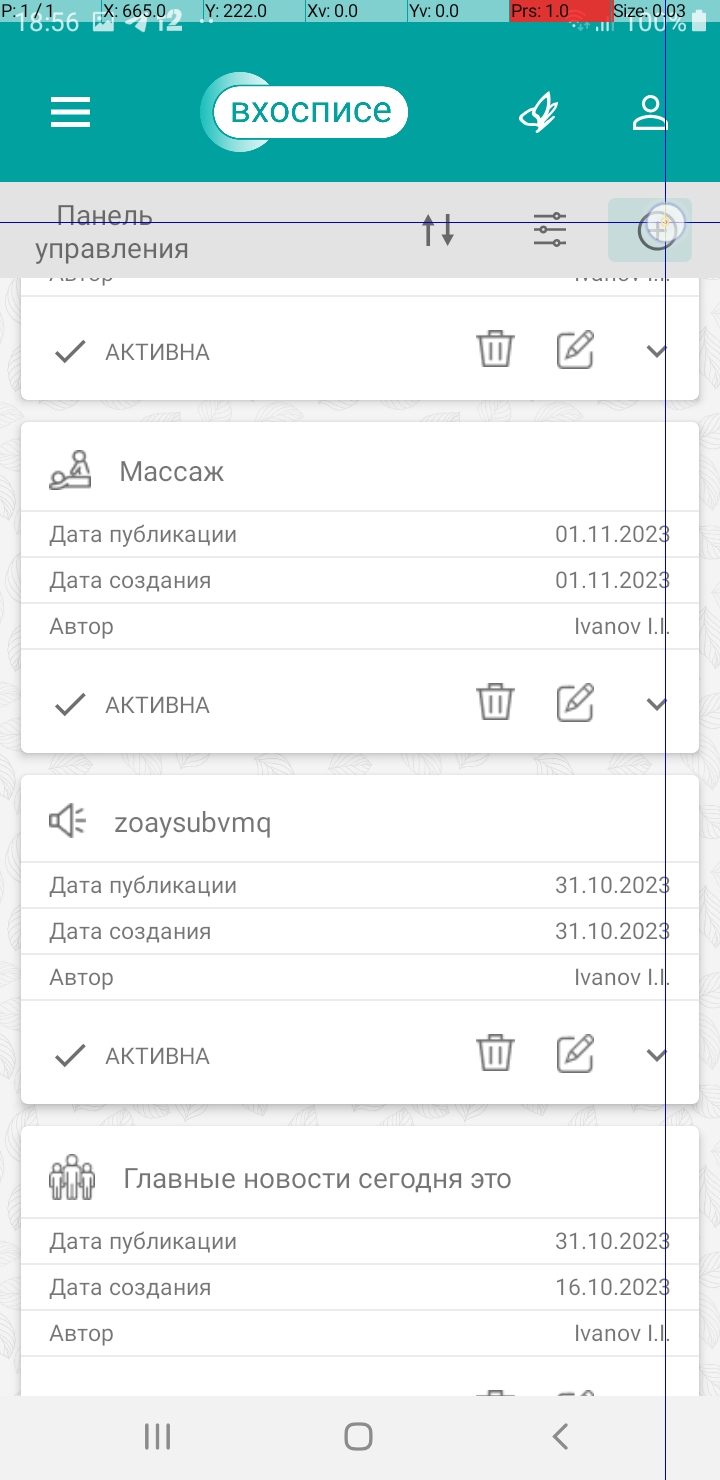 P: 1 / 1 X: 665.0 Y: 222.0 Xv: 0.0 Yv: 0.0 Prs: 1.0 Size: 0.03
18:56 100%
вхосписе
Панель
управления
Автор Ivanov I.I.
АКТИВНА
Массаж
Дата публикации 01.11.2023
Дата создания 01.11.2023
Автор Ivanov I.I.
АКТИВНА
zoaysubvmq
Дата публикации 31.10.2023
Дата создания 31.10.2023
Автор Ivanov I.I.
АКТИВНА
Главные новости сегодня это
Дата публикации 31.10.2023
Дата создания 16.10.2023
Автор Ivanov I.I.